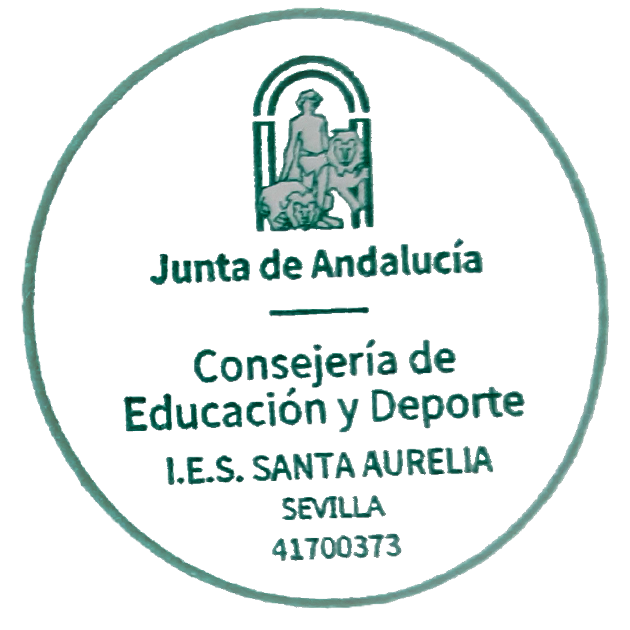 Junta de Andalucía
Consejería de
Educación y Deporte
I.E.S. SANTA AURELIA
SEVILLA
41700373